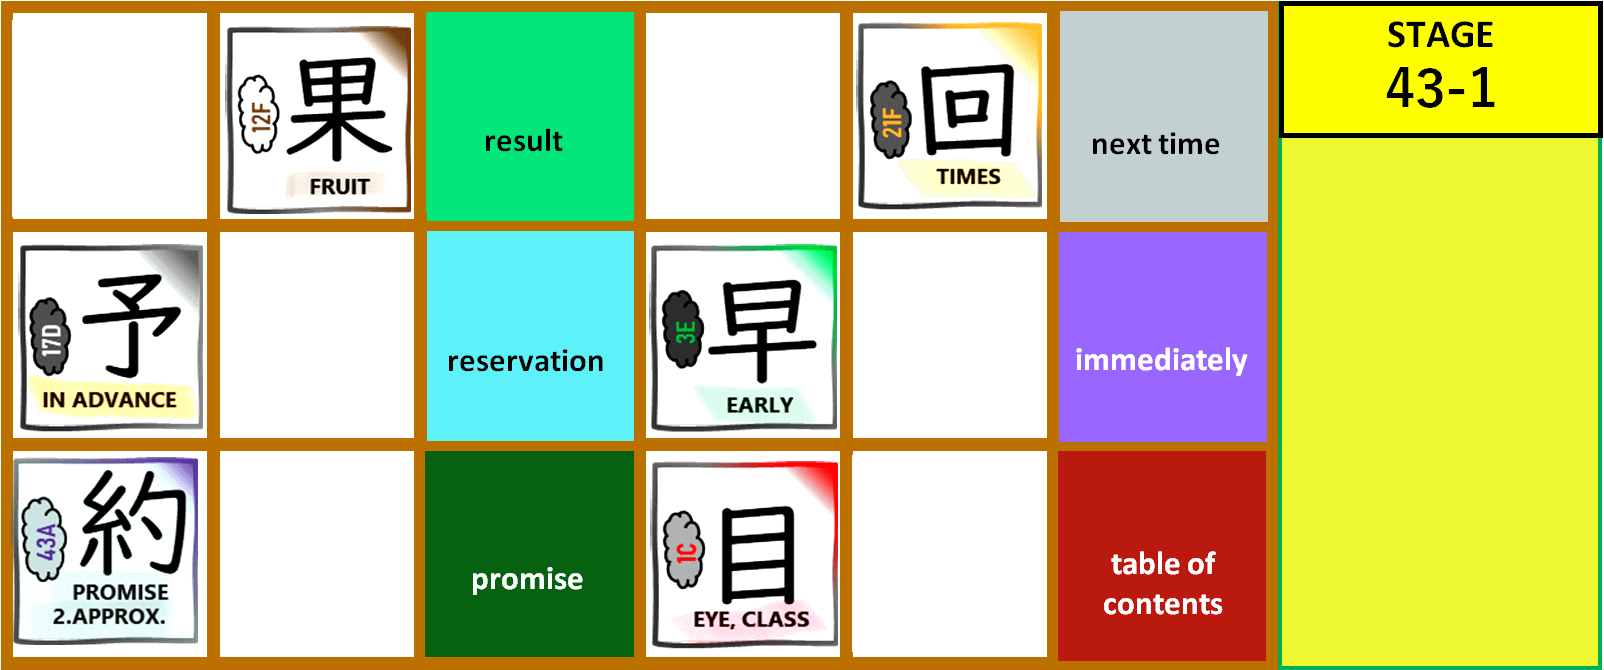 12F
果
FRUIT
result
21F
回
TIMES
next time
STAGE
43-1
17D
予
IN ADVANCE
reservation
3E
早
EARLY
immediately
43A
約
PROMISE
2.APPROX.
promise
1C
目
EYE, CLASS
table of
contents